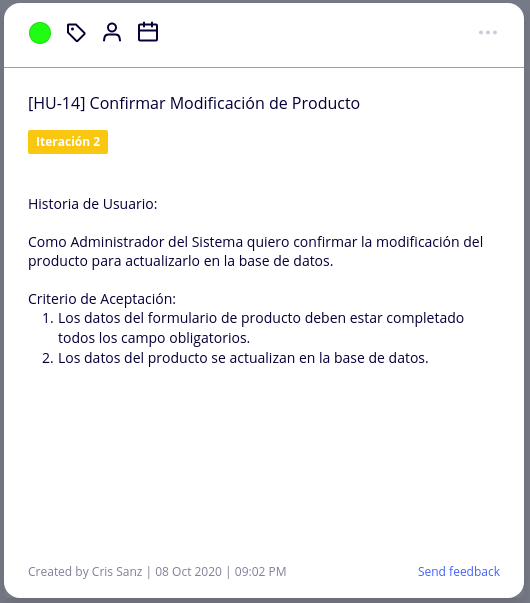 [HU-14] Confirmar Modificación de Producto
Iteración 2
Historia de Usuario:
Como Administrador del Sistema quiero confirmar la modificación del
producto para actualizarlo en la base de datos.
Criterio de Aceptación:
1. Los datos del formulario de producto deben estar completado
todos los campo obligatorios.
2. Los datos del producto se actualizan en la base de datos.
Created by Cris Sanz | 08 Oct 2020 | 09:02 PM
Send feedback